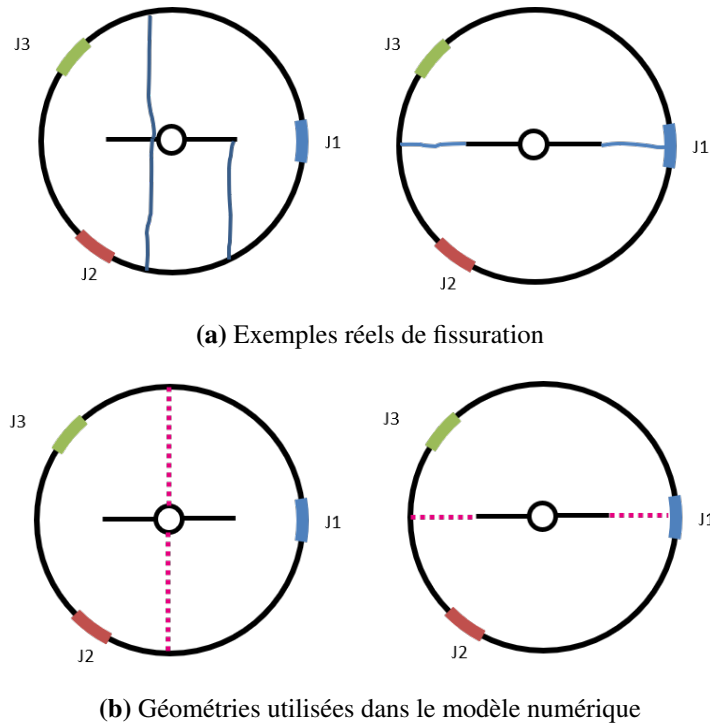 J3
J1
J2
J3
J1
J2
(a) Exemples réels de fissuration
J3
J1
J2
J3
J1
J2
(b) Géométries utilisées dans le modèle numérique